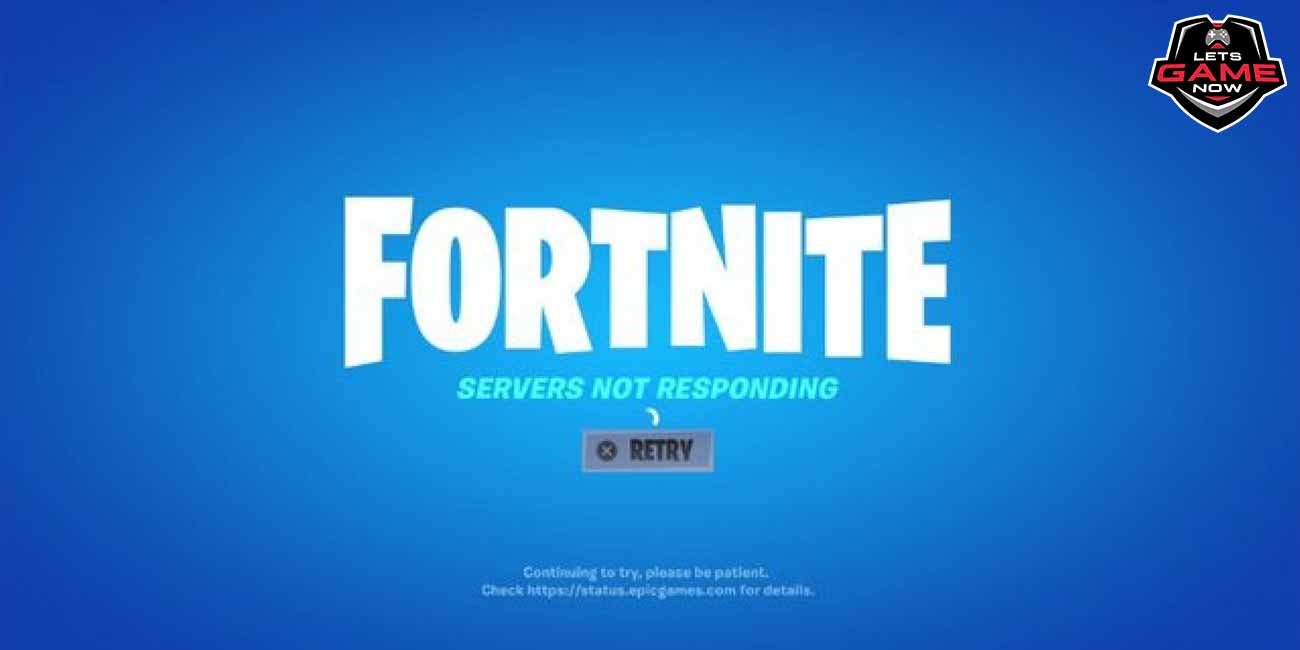 LETS
GAME
NOW
FORTNITE
SERVERS NOT RESPONDING
RETRY
Continuing to try, please be patient.
Check https://status.epicgames.com for details.